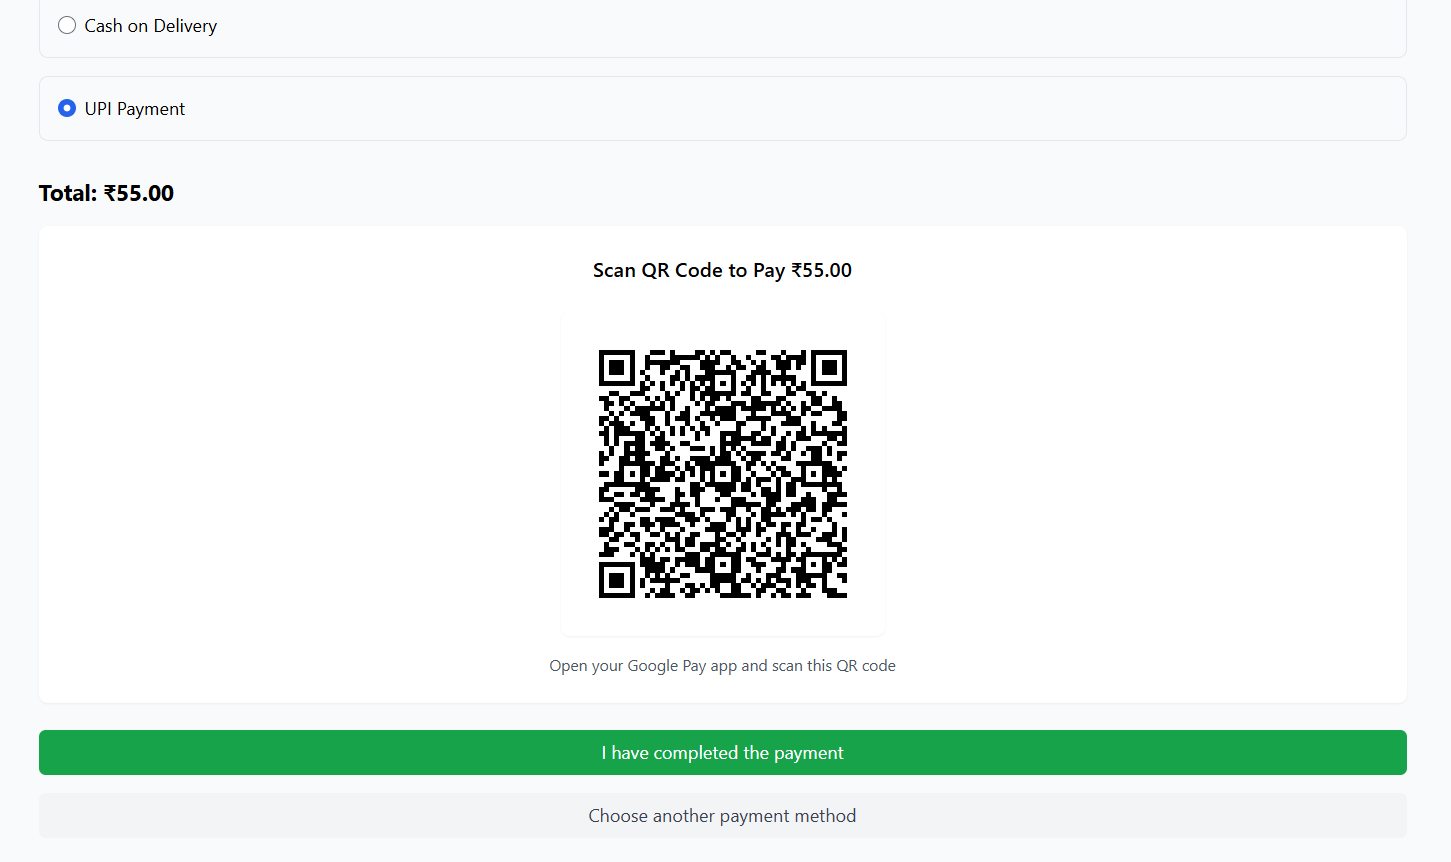 Cash on Delivery
UPI Payment
Total: ₹55.00
Scan QR Code to Pay ₹55.00
Open your Google Pay app and scan this QR code
I have completed the payment
Choose another payment method